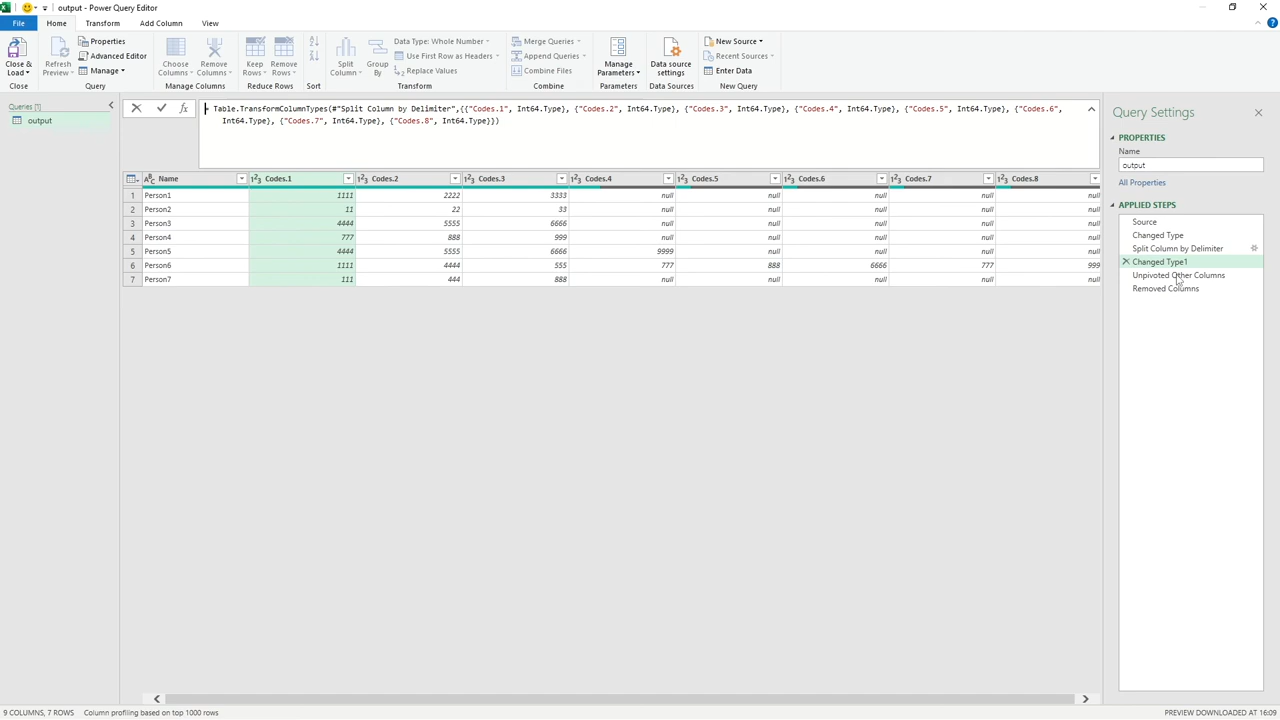 output - Power Query Editor
File Home Transform Add Column View
Close & Load
Close
Refresh Preview
Properties
Advanced Editor
Manage
Query
Choose Columns
Remove Columns
Manage Columns
Keep Rows
Remove Rows
Reduce Rows
Sort
Split Column
Group By
Data Type: Whole Number
Use First Row as Headers
Replace Values
Transform
Merge Queries
Append Queries
Combine Files
Combine
Manage Parameters
Parameters
Data source settings
Data Sources
New Source
Recent Sources
Enter Data
New Query
Queries [1]
output
fx
Table.TransformColumnTypes(#"Split Column by Delimiter",{{"Codes.1", Int64.Type}, {"Codes.2", Int64.Type}, {"Codes.3", Int64.Type}, {"Codes.4", Int64.Type}, {"Codes.5", Int64.Type}, {"Codes.6",
Int64.Type}, {"Codes.7", Int64.Type}, {"Codes.8", Int64.Type}})
Name Codes.1 Codes.2 Codes.3 Codes.4 Codes.5 Codes.6 Codes.7 Codes.8
1 Person1 1111 2222 3333 null null null null null
2 Person2 11 22 33 null null null null null
3 Person3 4444 5555 6666 null null null null null
4 Person4 777 888 999 null null null null null
5 Person5 4444 5555 6666 9999 null null null null
6 Person6 1111 4444 555 777 888 6666 777 999
7 Person7 111 444 888 null null null null null
Query Settings
PROPERTIES
Name
output
All Properties
APPLIED STEPS
Source
Changed Type
Split Column by Delimiter
Changed Type1
Unpivoted Other Columns
Removed Columns
9 COLUMNS, 7 ROWS Column profiling based on top 1000 rows
PREVIEW DOWNLOADED AT 16:09